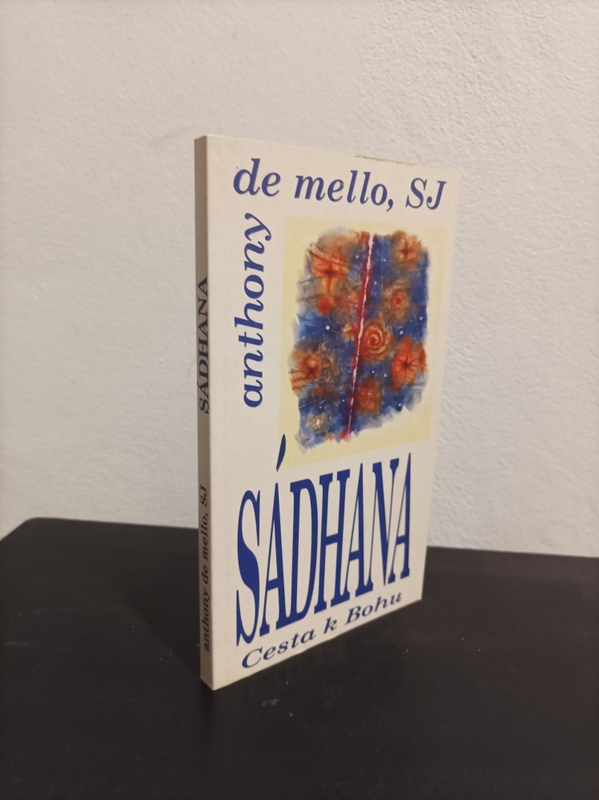 de mello, SJ
anthony
SÁDHANA
Cesta k Bohu
anthony de mello, SJ
SÁDHANA